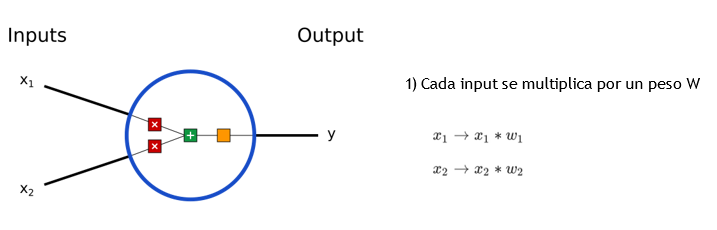 Inputs
Output
x₁
x₂
y
1) Cada input se multiplica por un peso W
x₁ → x₁ * w₁
x₂ → x₂ * w₂